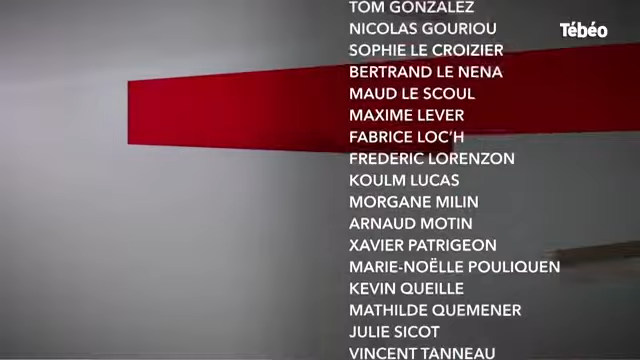 TOM GONZALEZ
Tébéo
NICOLAS GOURIOU
SOPHIE LE CROIZIER
BERTRAND LE NENA
MAUD LE SCOUL
MAXIME LEVER
FABRICE LOC'H
FREDERIC LORENZON
KOULM LUCAS
MORGANE MILIN
ARNAUD MOTIN
XAVIER PATRIGEON
MARIE-NOËLLE POULIQUEN
KEVIN QUEILLE
MATHILDE QUEMENER
JULIE SICOT
VINCENT TANNEAU